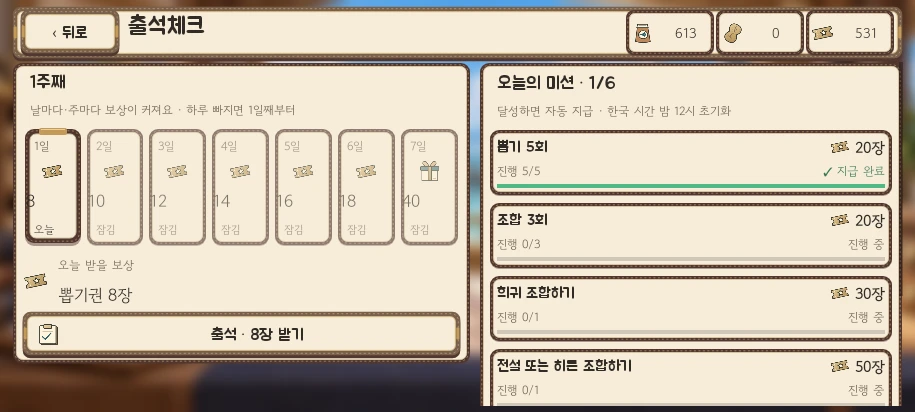 ‹ 뒤로
출석체크
613
0
531
1주째
날마다·주마다 보상이 커져요 · 하루 빠지면 1일째부터
1일 2일 3일 4일 5일 6일 7일
8 10 12 14 16 18 40
오늘 잠김 잠김 잠김 잠김 잠김 잠김
오늘 받을 보상
뽑기권 8장
출석 · 8장 받기
오늘의 미션 · 1/6
달성하면 자동 지급 · 한국 시간 밤 12시 초기화
뽑기 5회 20장
진행 5/5 ✓ 지급 완료
조합 3회 20장
진행 0/3 진행 중
희귀 조합하기 30장
진행 0/1 진행 중
전설 또는 히든 조합하기 50장
진행 0/1 진행 중